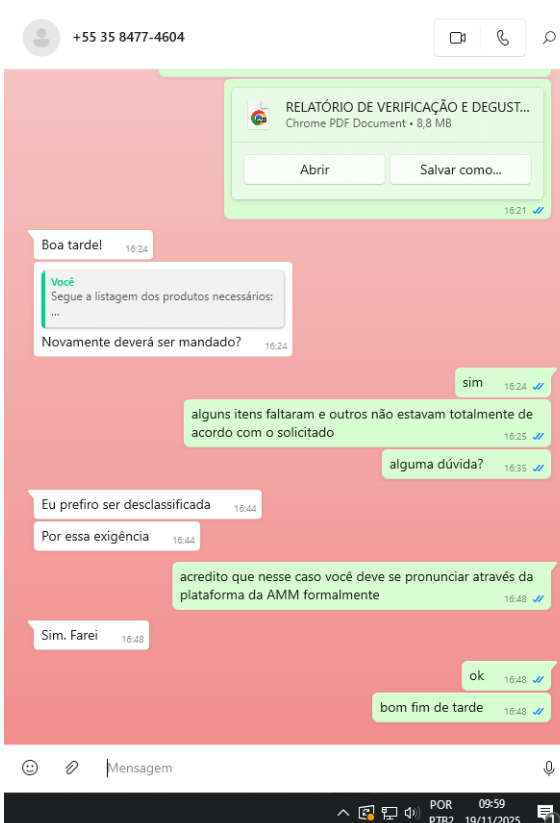 +55 35 8477-4604
RELATÓRIO DE VERIFICAÇÃO E DEGUST...
Chrome PDF Document • 8,8 MB
Abrir
Salvar como...
16:21
Boa tarde!
16:24
Você
Segue a listagem dos produtos necessários:
...
Novamente deverá ser mandado?
16:24
sim
16:24
alguns itens faltaram e outros não estavam totalmente de
acordo com o solicitado
16:25
alguma dúvida?
16:35
Eu prefiro ser desclassificada
16:44
Por essa exigência
16:44
acredito que nesse caso você deve se pronunciar através da
plataforma da AMM formalmente
16:48
Sim. Farei
16:48
ok
16:48
bom fim de tarde
16:48
Mensagem
POR
09:59
PTB2
19/11/2025